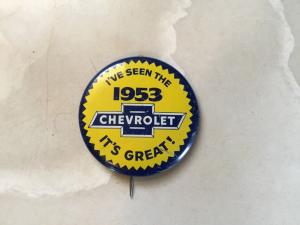 I'VE SEEN THE
1953
CHEVROLET
IT'S GREAT!